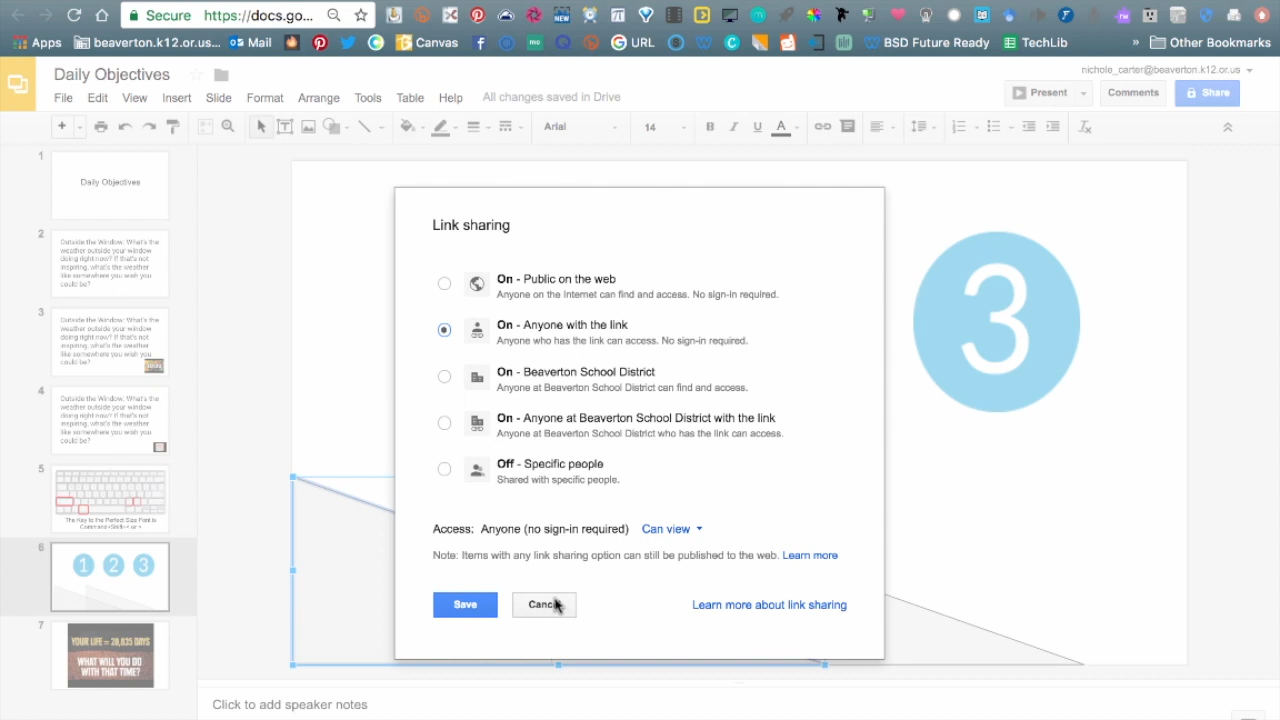 Secure
https://docs.go...
Apps
beaverton.k12.or.us...
Mail
Canvas
URL
BSD Future Ready
TechLib
»
Other Bookmarks
Daily Objectives
nichole_carter@beaverton.k12.or.us
File Edit View Insert Slide Format Arrange Tools Table Help All changes saved in Drive
Present
Comments
Share
Arial
14
B I U A
1
Daily Objectives
2
Outside the Window: What's the
weather outside your window
doing right now? If that's not
inspiring, what's the weather
like somewhere you wish you
could be?
3
Outside the Window: What's the
weather outside your window
doing right now? If that's not
inspiring, what's the weather
like somewhere you wish you
could be?
4
Outside the Window: What's the
weather outside your window
doing right now? If that's not
inspiring, what's the weather
like somewhere you wish you
could be?
5
The Key to the Perfect Size Font is
Command+Shift+< or >
6
1 2 3
7
YOUR LIFE = 28,835 DAYS
WHAT WILL YOU DO
WITH THAT TIME?
3
Link sharing
On - Public on the web
Anyone on the Internet can find and access. No sign-in required.
On - Anyone with the link
Anyone who has the link can access. No sign-in required.
On - Beaverton School District
Anyone at Beaverton School District can find and access.
On - Anyone at Beaverton School District with the link
Anyone at Beaverton School District who has the link can access.
Off - Specific people
Shared with specific people.
Access: Anyone (no sign-in required) Can view
Note: Items with any link sharing option can still be published to the web. Learn more
Save
Cancel
Learn more about link sharing
Click to add speaker notes